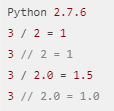 Python 2.7.6
3 / 2 = 1
3 // 2 = 1
3 / 2.0 = 1.5
3 // 2.0 = 1.0